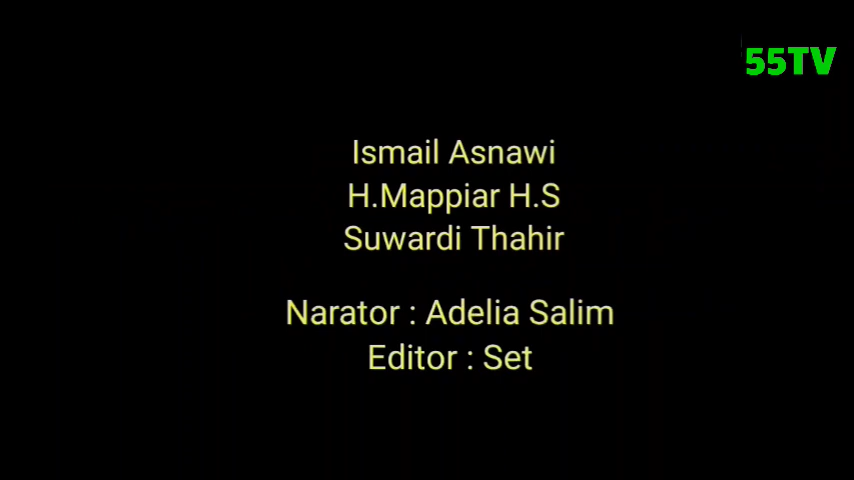 55TV
Ismail Asnawi
H.Mappiar H.S
Suwardi Thahir
Narator : Adelia Salim
Editor : Set